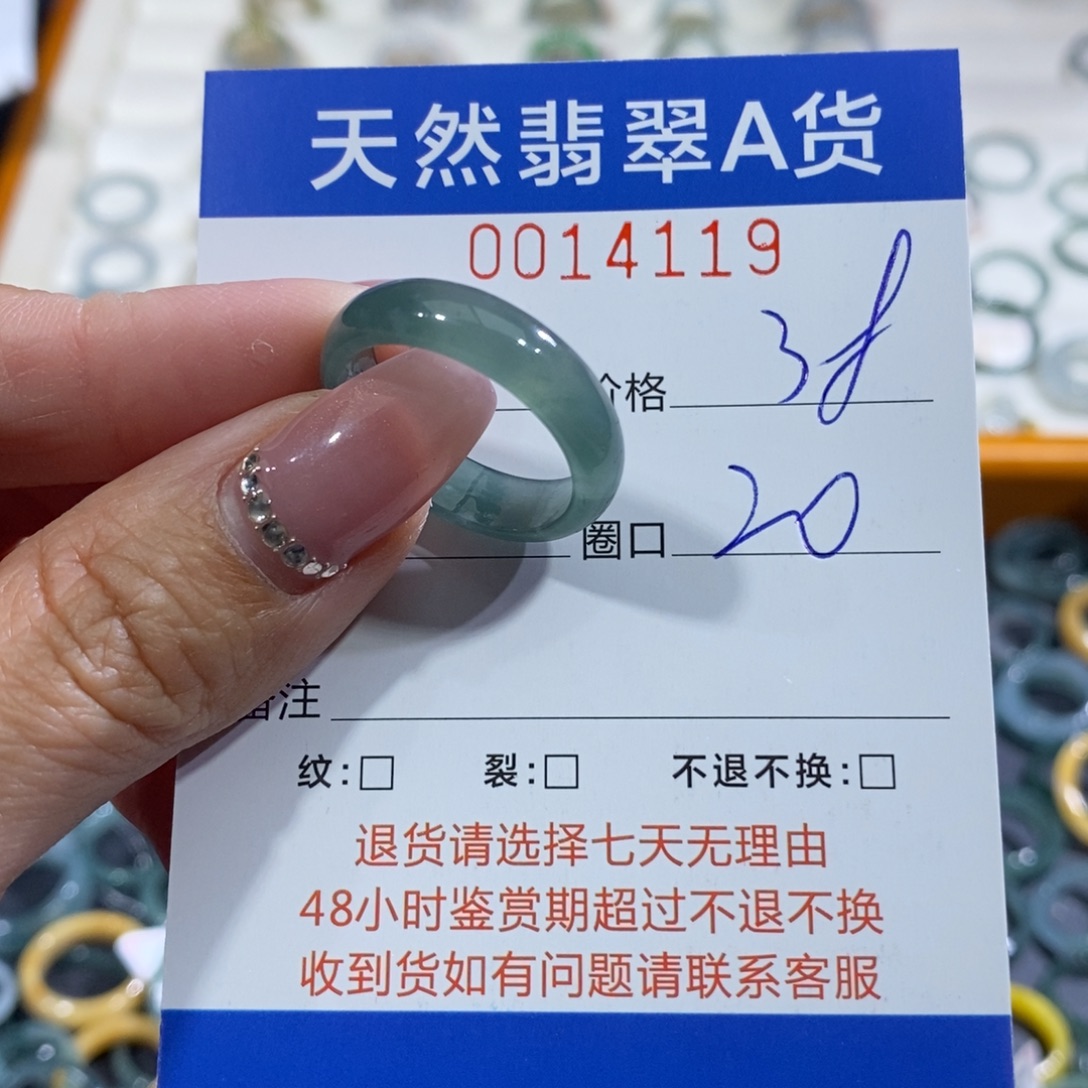 天然翡翠A货
0014119
价格 38
圈口 20
备注
纹:□ 裂:□ 不退不换:□
退货请选择七天无理由
48小时鉴赏期超过不退不换
收到货如有问题请联系客服